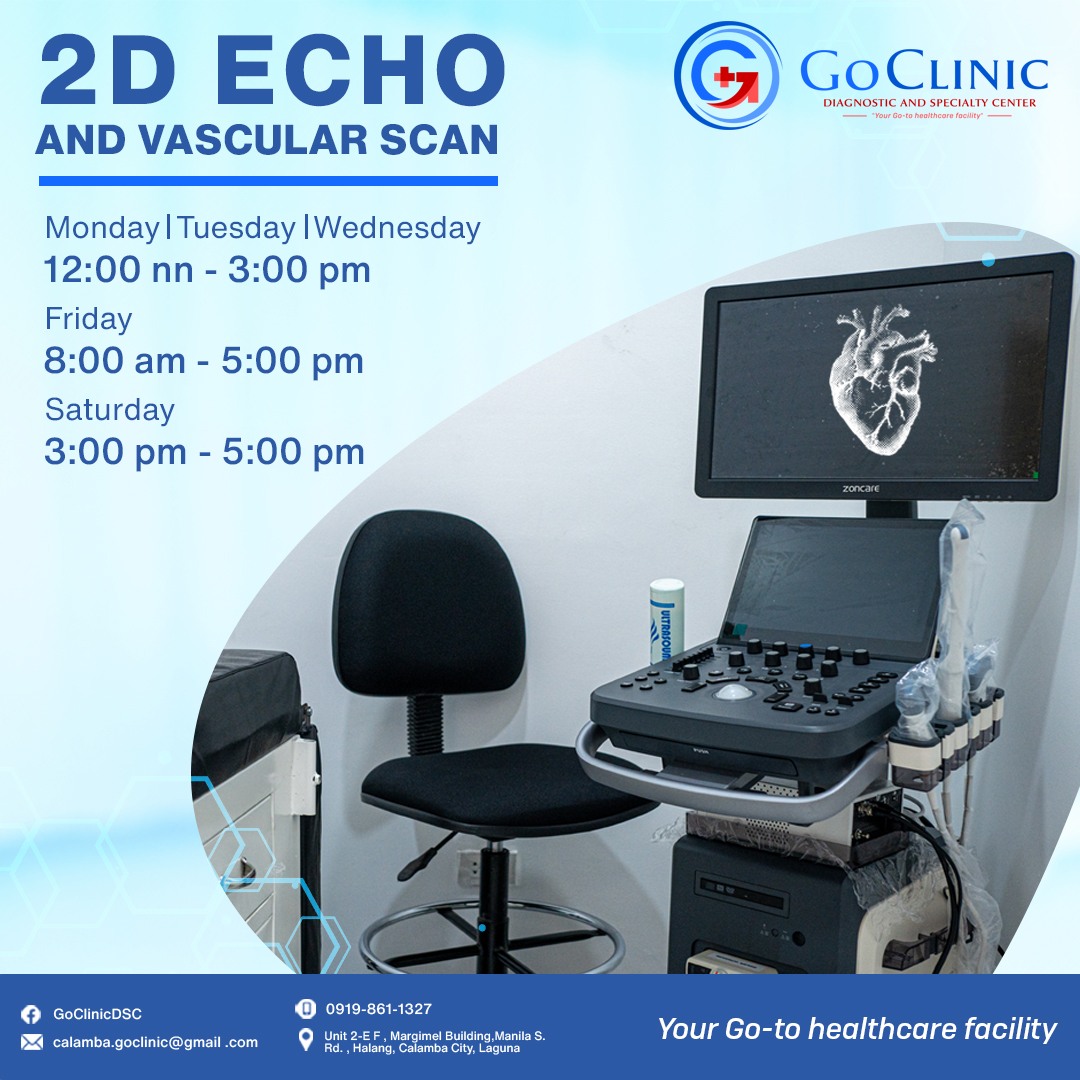 2D ECHO
AND VASCULAR SCAN
GOCLINIC
DIAGNOSTIC AND SPECIALTY CENTER
"Your Go-to healthcare facility"
Monday|Tuesday |Wednesday
12:00 nn - 3:00 pm
Friday
8:00 am - 5:00 pm
Saturday
3:00 pm - 5:00 pm
zoncare
ULTRASOUN
GoClinicDSC
calamba.goclinic@gmail .com
0919-861-1327
Unit 2-E F , Margimel Building,Manila S.
Rd. , Halang, Calamba City, Laguna
Your Go-to healthcare facility